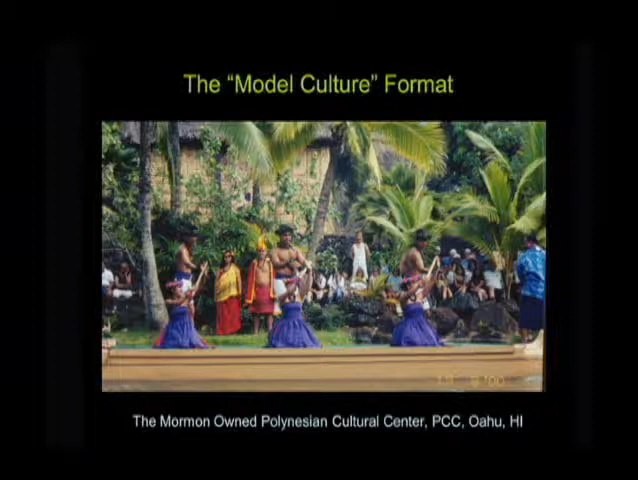 The “Model Culture” Format
The Mormon Owned Polynesian Cultural Center, PCC, Oahu, HI